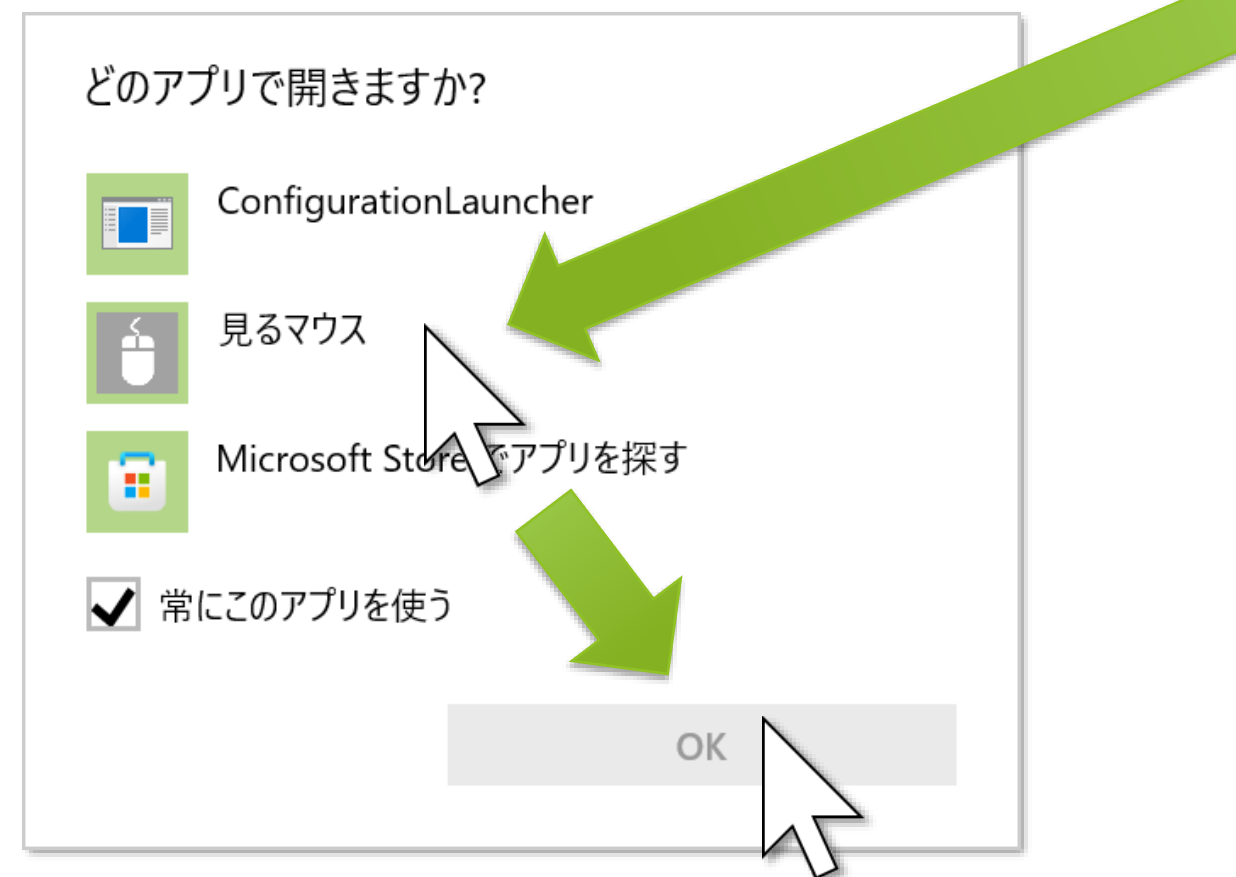 どのアプリで開きますか?
ConfigurationLauncher
見るマウス
Microsoft Store でアプリを探す
常にこのアプリを使う
OK